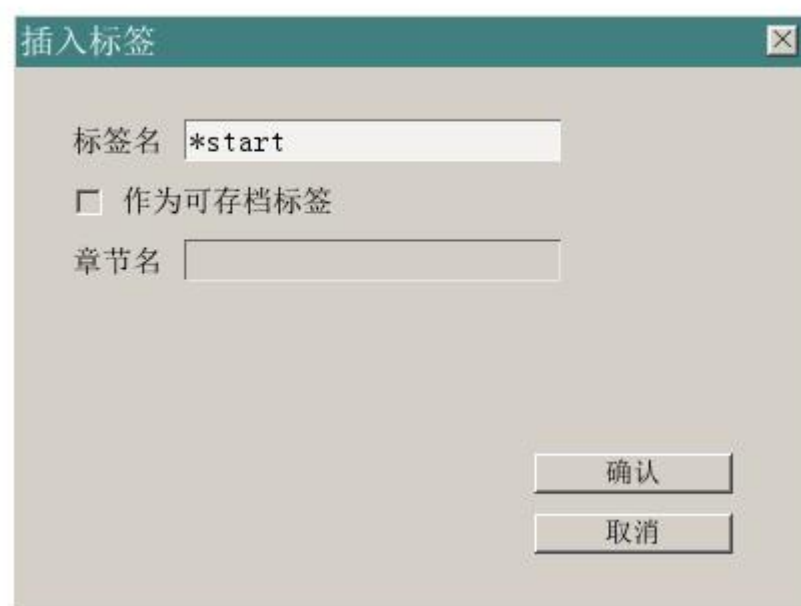 插入标签
标签名 *start
作为可存档标签
章节名
确认
取消